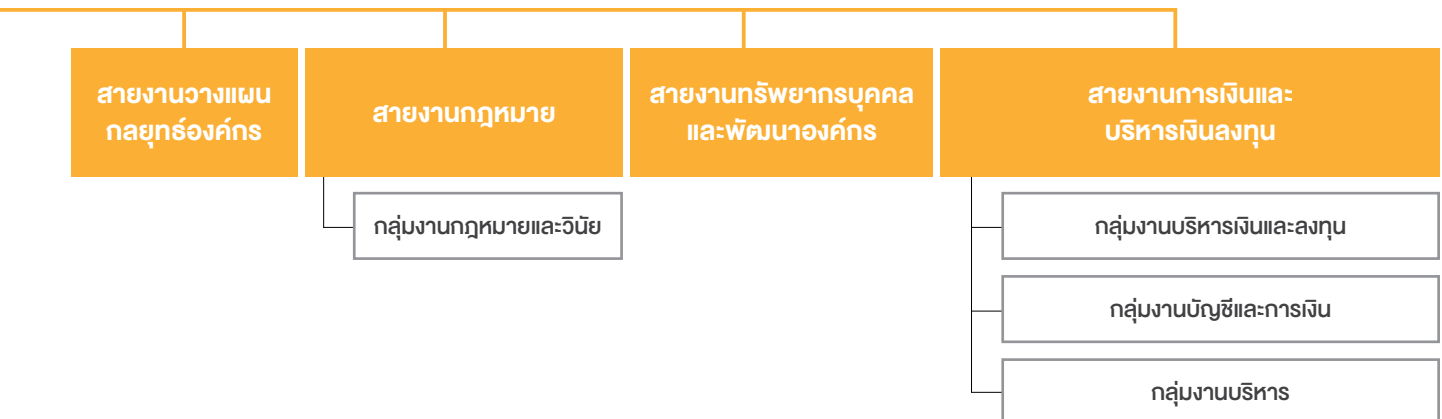 สายงานวางแผน
กลยุทธ์องค์กร
สายงานกฎหมาย
สายงานทรัพยากรบุคคล
และพัฒนาองค์กร
สายงานการเงินและ
บริหารเงินลงทุน
กลุ่มงานกฎหมายและวินัย
กลุ่มงานบริหารเงินและลงทุน
กลุ่มงานบัญชีและการเงิน
กลุ่มงานบริหาร